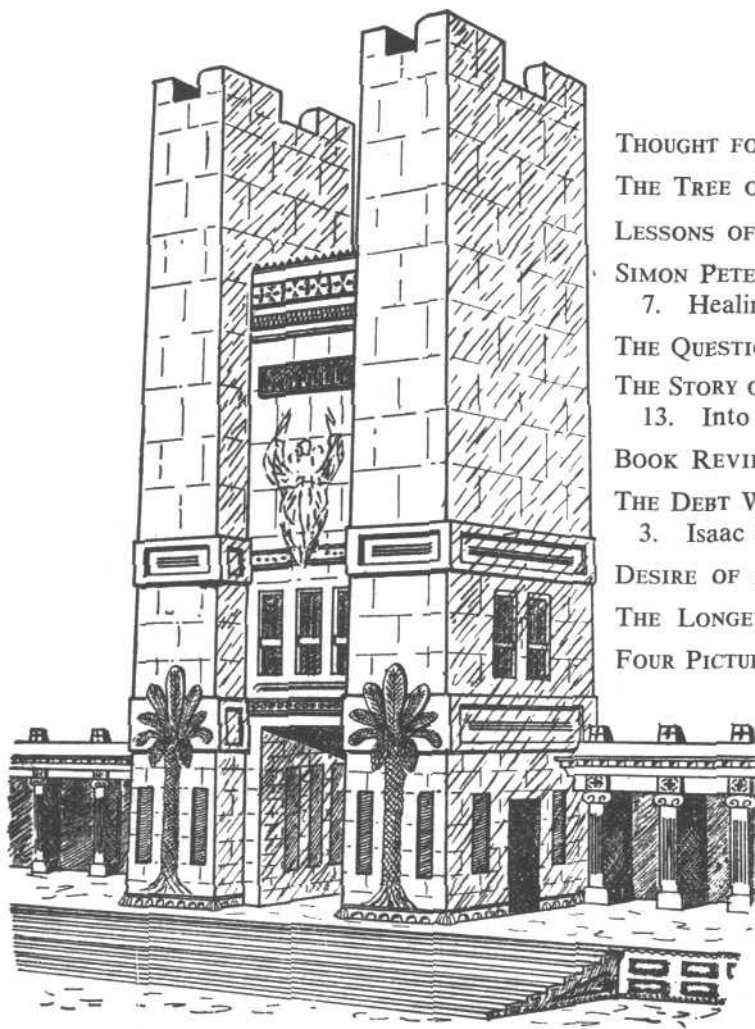 THOUGHT FO
THE TREE O
LESSONS OF
SIMON PETE
7. Healin
THE QUESTIO
THE STORY O
13. Into
BOOK REVIE
THE DEBT W
3. Isaac
DESIRE OF
THE LONGE
FOUR PICTU